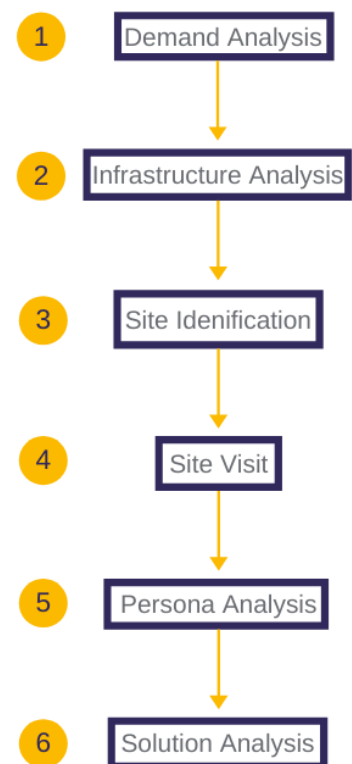 1 Demand Analysis
2 Infrastructure Analysis
3 Site Idenification
4 Site Visit
5 Persona Analysis
6 Solution Analysis